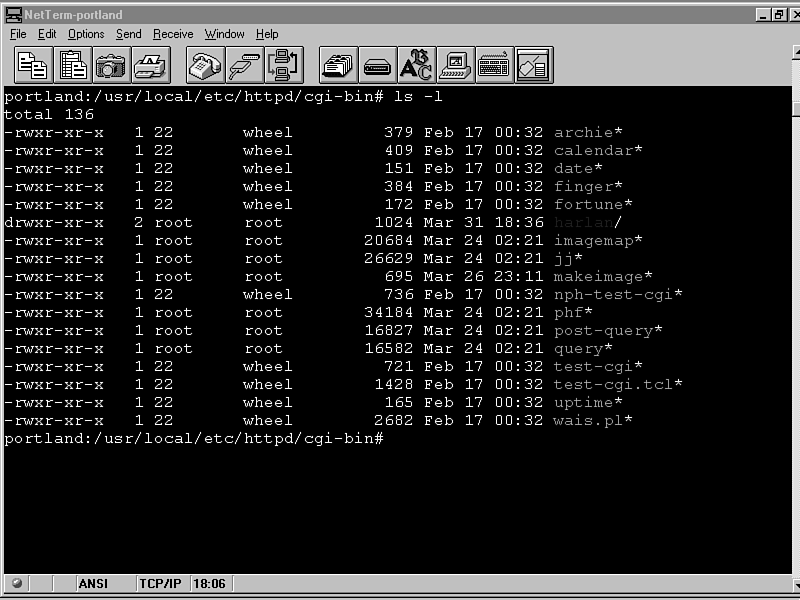 NetTerm-portland
File Edit Options Send Receive Window Help
portland:/usr/local/etc/httpd/cgi-bin# ls -l
total 136
-rwxr-xr-x 1 22 wheel 379 Feb 17 00:32 archie*
-rwxr-xr-x 1 22 wheel 409 Feb 17 00:32 calendar*
-rwxr-xr-x 1 22 wheel 151 Feb 17 00:32 date*
-rwxr-xr-x 1 22 wheel 384 Feb 17 00:32 finger*
-rwxr-xr-x 1 22 wheel 172 Feb 17 00:32 fortune*
drwxr-xr-x 2 root root 1024 Mar 31 18:36 harlan/
-rwxr-xr-x 1 root root 20684 Mar 24 02:21 imagemap*
-rwxr-xr-x 1 root root 26629 Mar 24 02:21 jj*
-rwxr-xr-x 1 root root 695 Mar 26 23:11 makeimage*
-rwxr-xr-x 1 22 wheel 736 Feb 17 00:32 nph-test-cgi*
-rwxr-xr-x 1 root root 34184 Mar 24 02:21 phf*
-rwxr-xr-x 1 root root 16827 Mar 24 02:21 post-query*
-rwxr-xr-x 1 root root 16582 Mar 24 02:21 query*
-rwxr-xr-x 1 22 wheel 721 Feb 17 00:32 test-cgi*
-rwxr-xr-x 1 22 wheel 1428 Feb 17 00:32 test-cgi.tcl*
-rwxr-xr-x 1 22 wheel 165 Feb 17 00:32 uptime*
-rwxr-xr-x 1 22 wheel 2682 Feb 17 00:32 wais.pl*
portland:/usr/local/etc/httpd/cgi-bin#
ANSI TCP/IP 18:06